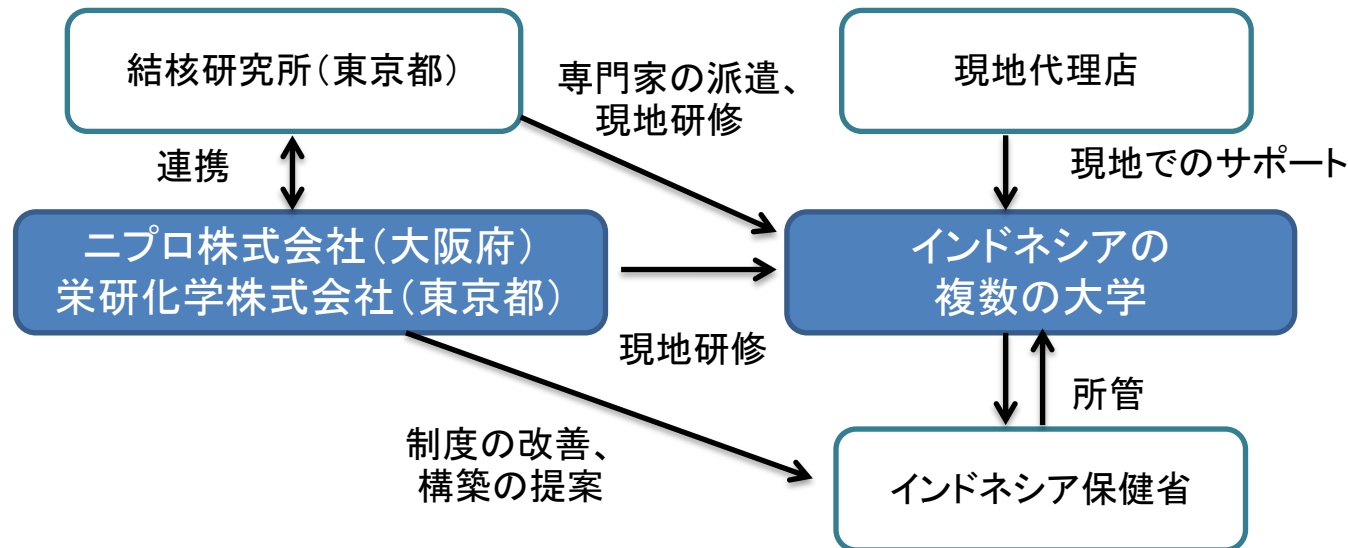 結核研究所（東京都）
専門家の派遣、
現地研修
現地代理店
連携
現地でのサポート
ニプロ株式会社（大阪府）
栄研化学株式会社（東京都）
インドネシアの
複数の大学
現地研修
所管
制度の改善、
構築の提案
インドネシア保健省